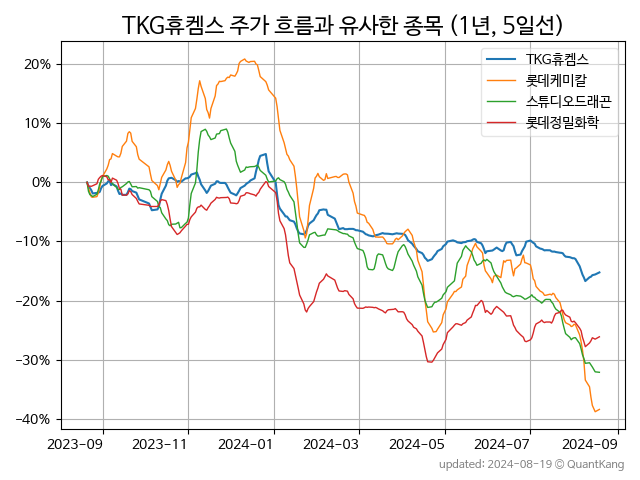 TKG휴켐스 주가 흐름과 유사한 종목 (1년, 5일선)
TKG휴켐스
롯데케미칼
스튜디오드래곤
롯데정밀화학
20%
10%
0%
−10%
−20%
−30%
−40%
2023−09
2023−11
2024−01
2024−03
2024−05
2024−07
2024−09
updated: 2024-08-19 © QuantKang